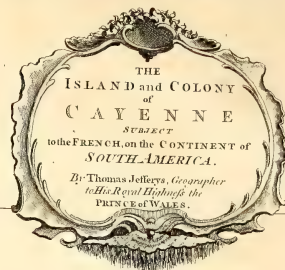 THE
ISLAND and COLONY
of
CAYENNE
SUBJECT
to the FRENCH, on the CONTINENT of
SOUTH AMERICA.
By Thomas Jefferys, Geographer
to His Royal Highneſs the
PRINCE of WALES.